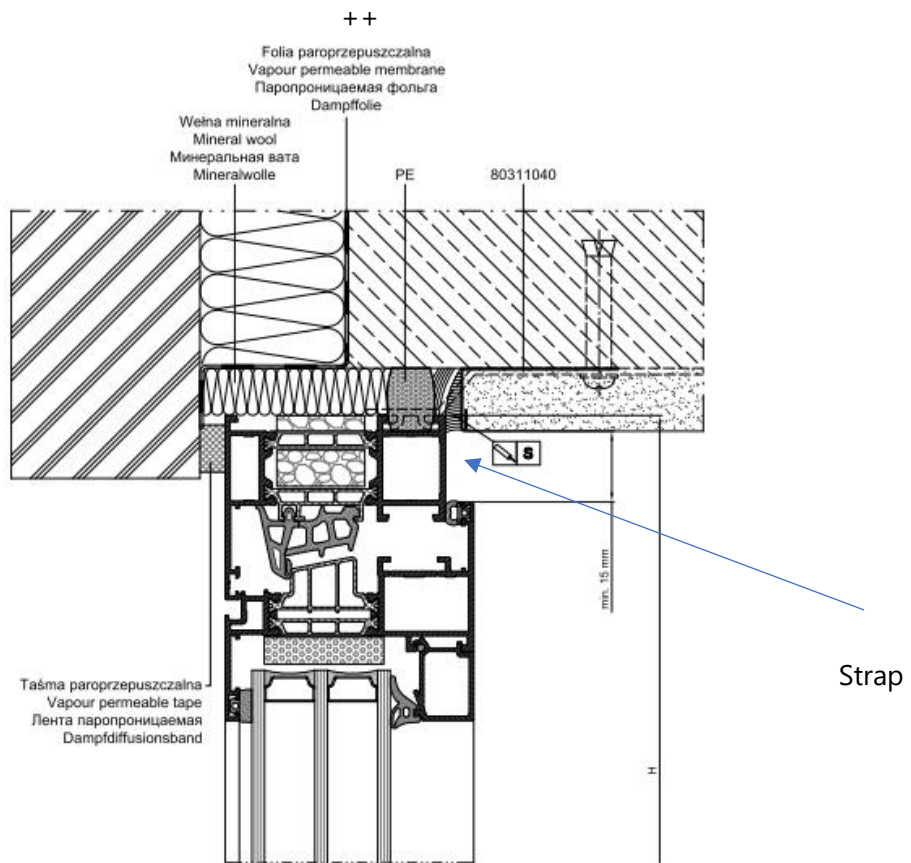 ++
Folia paroprzepuszczalna
Vapour permeable membrane
Паропроницаемая фольга
Dampffolie
Wełna mineralna
Mineral wool
Минеральная вата
Mineralwolle
PE
80311040
S
min. 15 mm
Strap
Taśma paroprzepuszczalna
Vapour permeable tape
Лента паропроницаемая
Dampfdiffusionsband
H